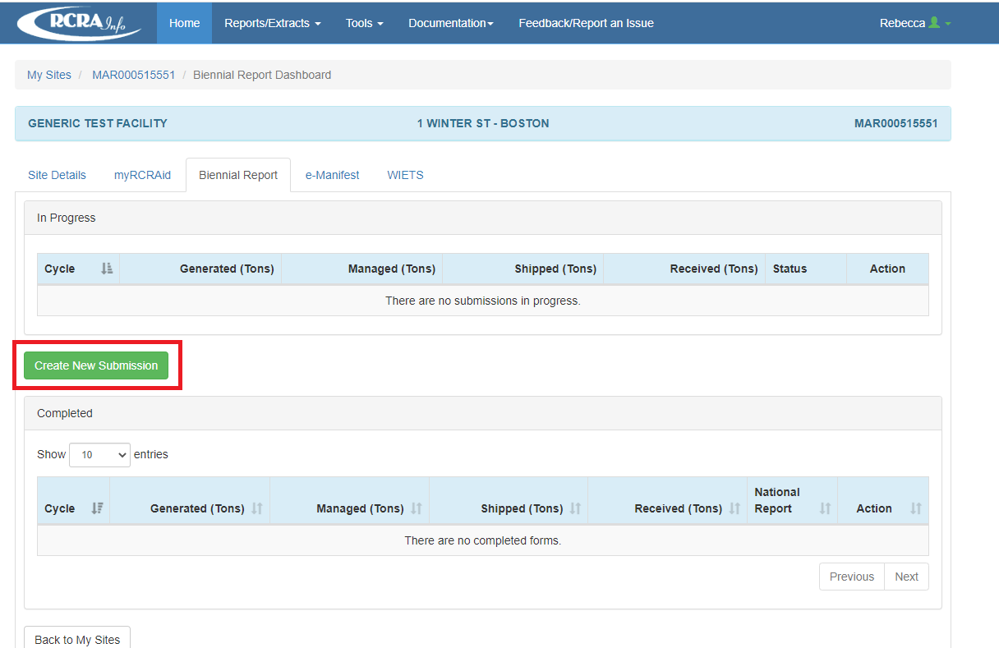 RCRAInfo Home Reports/Extracts Tools Documentation Feedback/Report an Issue Rebecca
My Sites / MAR000515551 / Biennial Report Dashboard
GENERIC TEST FACILITY 1 WINTER ST - BOSTON MAR000515551
Site Details myRCRAid Biennial Report e-Manifest WIETS
In Progress
Cycle Generated (Tons) Managed (Tons) Shipped (Tons) Received (Tons) Status Action
There are no submissions in progress.
Create New Submission
Completed
Show 10 entries
Cycle Generated (Tons) Managed (Tons) Shipped (Tons) Received (Tons) National Report Action
There are no completed forms.
Previous Next
Back to My Sites